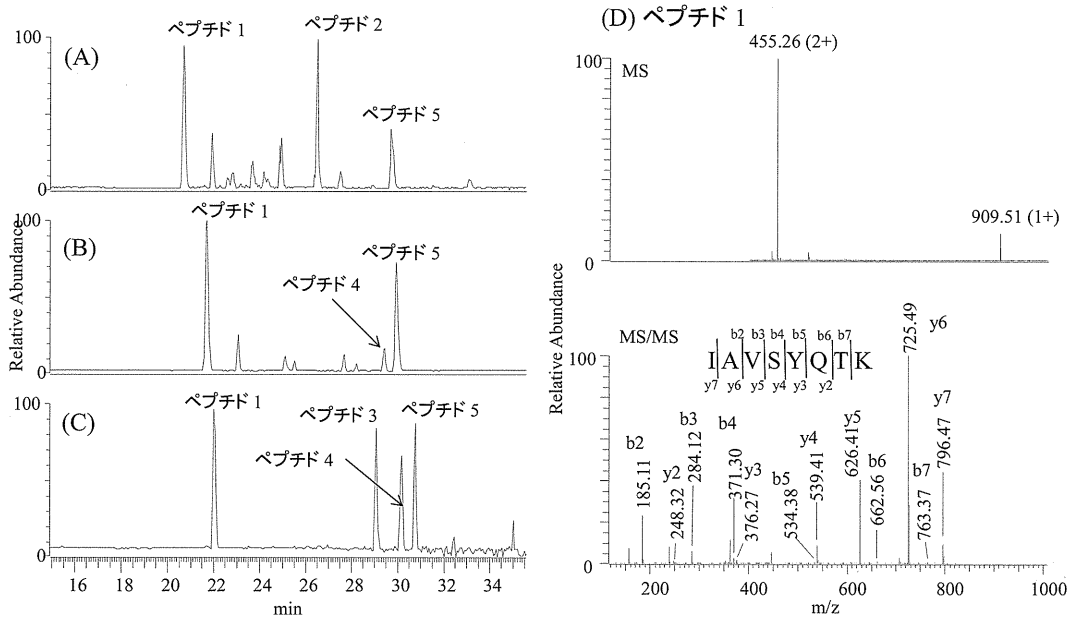 (A)
ペプチド 1
ペプチド 2
ペプチド 5
100
0
(B)
ペプチド 1
ペプチド 4
ペプチド 5
100
0
(C)
ペプチド 1
ペプチド 3
ペプチド 4
ペプチド 5
100
0
Relative Abundance
16 18 20 22 24 26 28 30 32 34
min
(D) ペプチド 1
455.26 (2+)
100
MS
909.51 (1+)
0
MS/MS
b2 b3 b4 b5 b6 b7
IAVSYQTK
y7 y6 y5 y4 y3 y2
100
0
Relative Abundance
b2
185.11
y2
248.32
b3
284.12
b4
371.30
y3
376.27
b5
534.38
y4
539.41
y5
626.41
b6
662.56
725.49
y6
b7
763.37
y7
796.47
200 400 600 800 1000
m/z